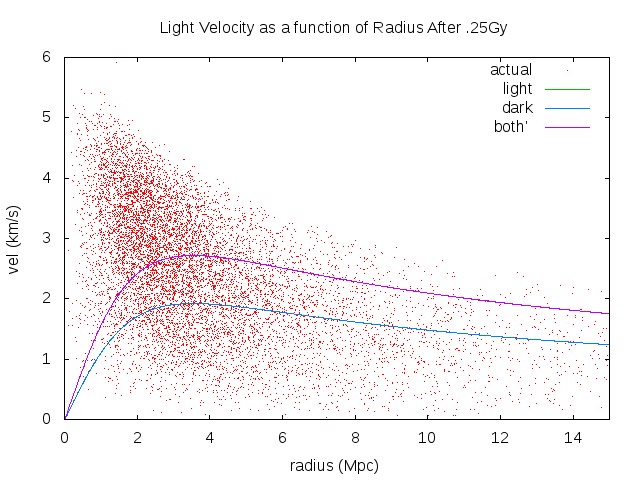 Light Velocity as a function of Radius After .25Gy
6
5
4
3
2
1
0
vel (km/s)
actual
light
dark
both'
0 2 4 6 8 10 12 14
radius (Mpc)